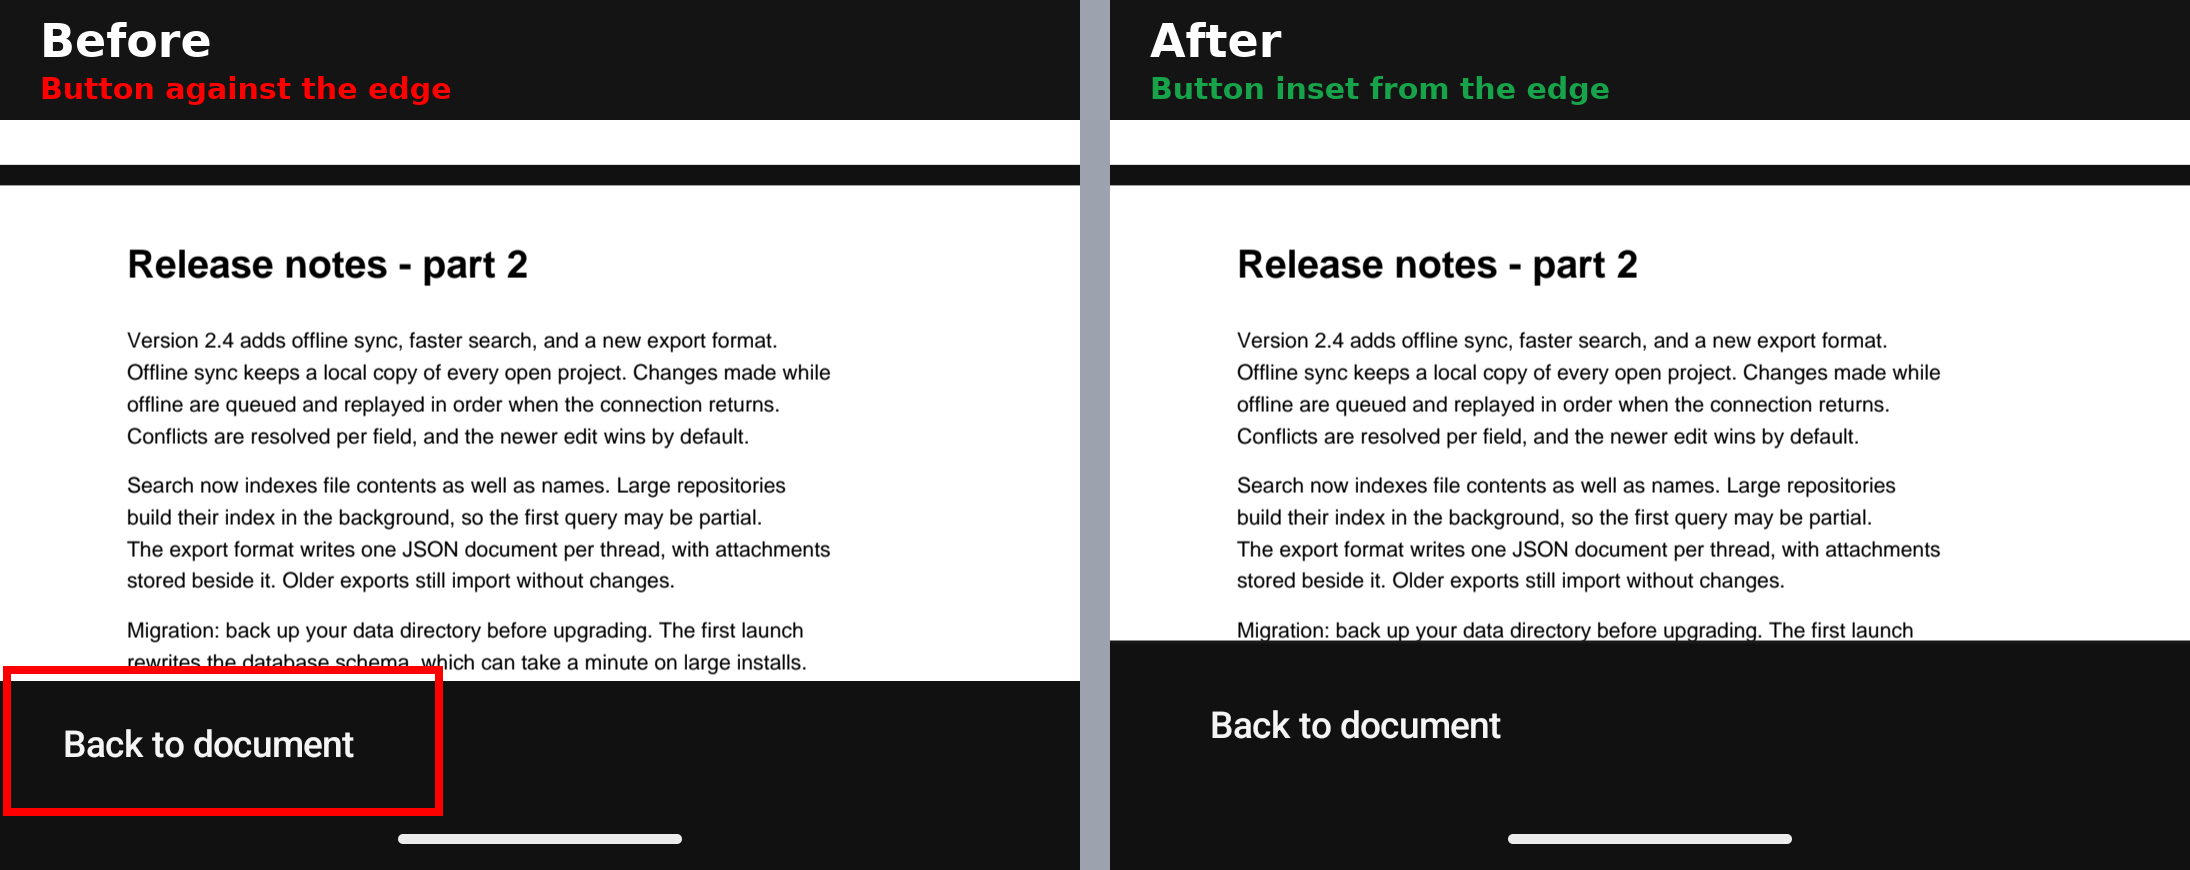 Before
Button against the edge
Release notes - part 2
Version 2.4 adds offline sync, faster search, and a new export format.
Offline sync keeps a local copy of every open project. Changes made while
offline are queued and replayed in order when the connection returns.
Conflicts are resolved per field, and the newer edit wins by default.
Search now indexes file contents as well as names. Large repositories
build their index in the background, so the first query may be partial.
The export format writes one JSON document per thread, with attachments
stored beside it. Older exports still import without changes.
Migration: back up your data directory before upgrading. The first launch
rewrites the database schema, which can take a minute on large installs.
Back to document
After
Button inset from the edge
Release notes - part 2
Version 2.4 adds offline sync, faster search, and a new export format.
Offline sync keeps a local copy of every open project. Changes made while
offline are queued and replayed in order when the connection returns.
Conflicts are resolved per field, and the newer edit wins by default.
Search now indexes file contents as well as names. Large repositories
build their index in the background, so the first query may be partial.
The export format writes one JSON document per thread, with attachments
stored beside it. Older exports still import without changes.
Migration: back up your data directory before upgrading. The first launch
Back to document